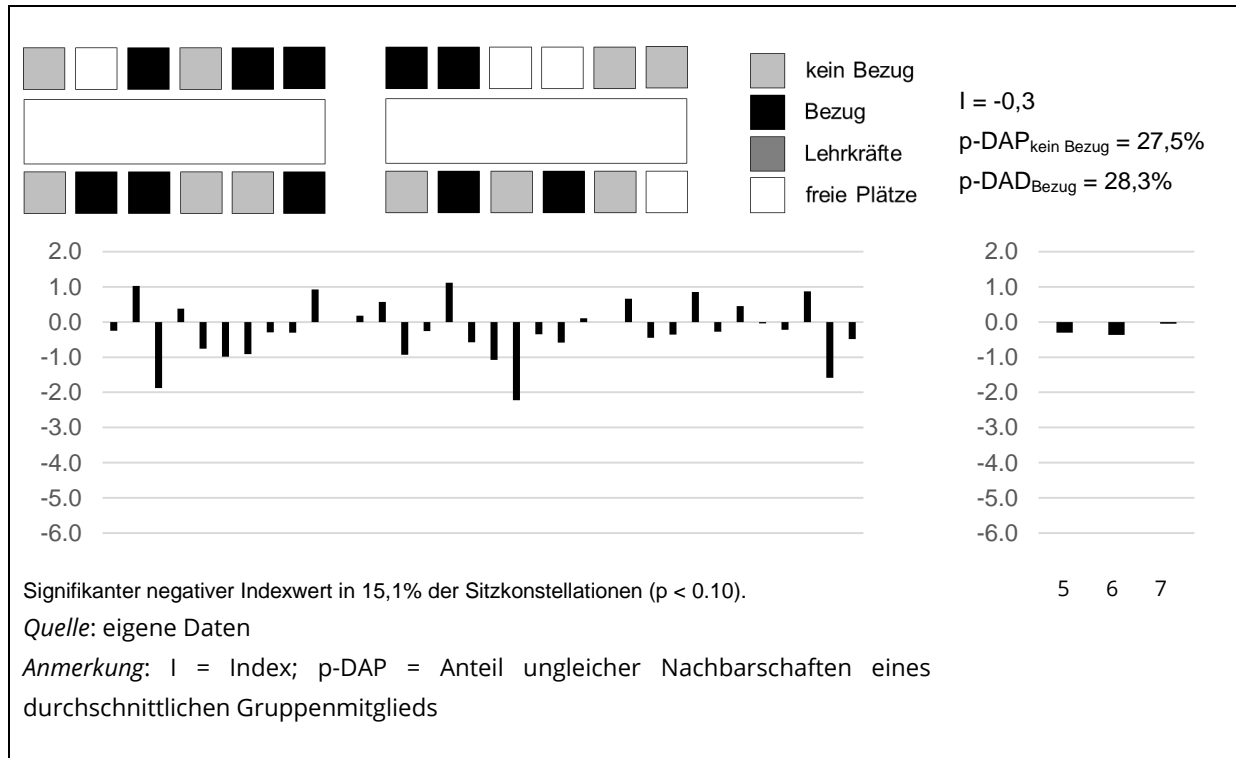 kein Bezug
Bezug
Lehrkräfte
freie Plätze
I = -0,3
p-DAPkein Bezug = 27,5%
p-DADBezug = 28,3%
2.0
1.0
0.0
-1.0
-2.0
-3.0
-4.0
-5.0
-6.0
2.0
1.0
0.0
-1.0
-2.0
-3.0
-4.0
-5.0
-6.0
Signifikanter negativer Indexwert in 15,1% der Sitzkonstellationen (p < 0.10).
5 6 7
Quelle: eigene Daten
Anmerkung: I = Index; p-DAP = Anteil ungleicher Nachbarschaften eines
durchschnittlichen Gruppenmitglieds